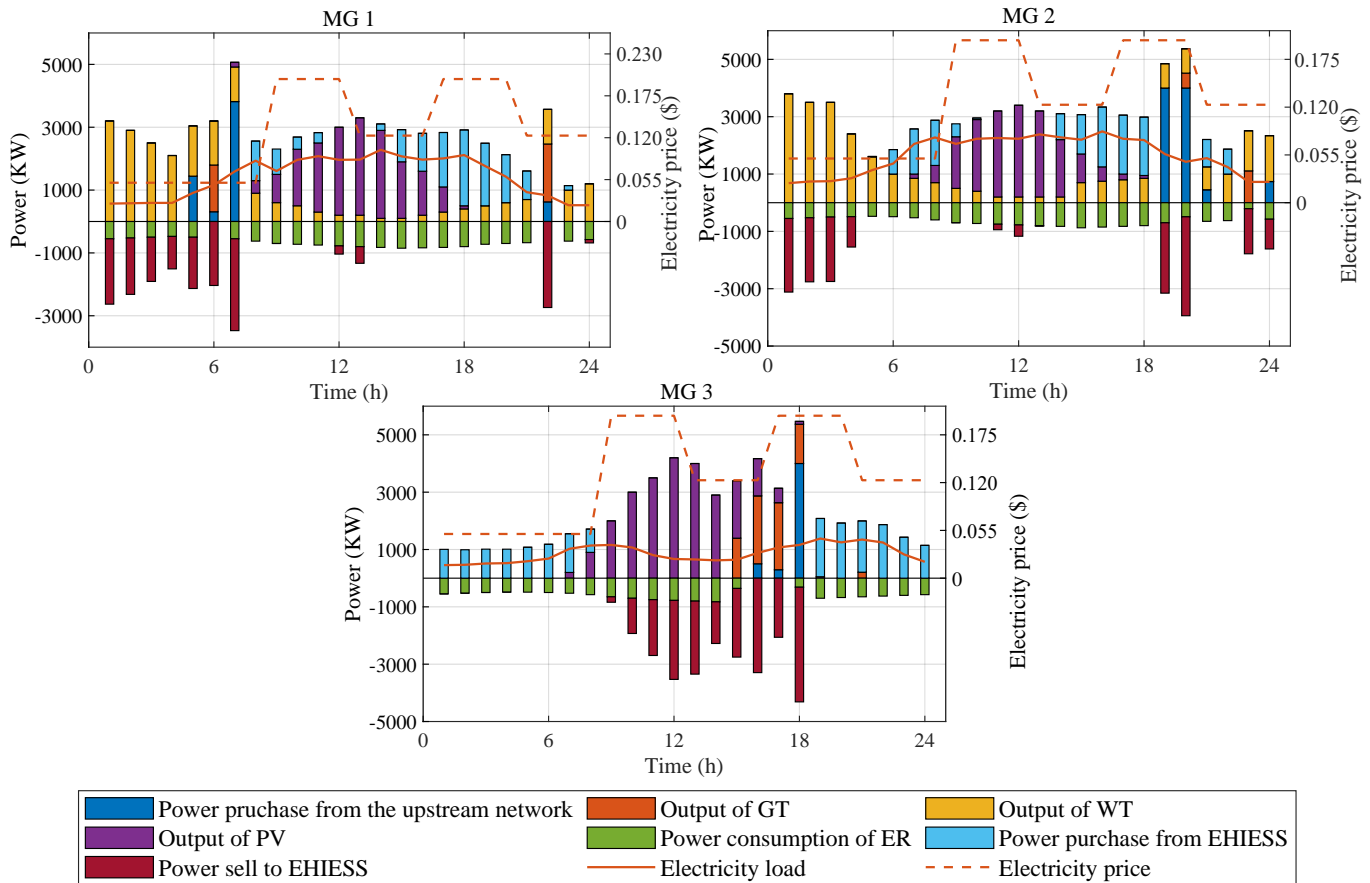 MG 1
5000
3000
1000
-1000
-3000
Power (KW)
0.230
0.175
0.120
0.055
0
Electricity price ($)
0 6 12 18 24
Time (h)
MG 2
5000
3000
1000
-1000
-3000
-5000
Power (KW)
0.175
0.120
0.055
0
Electricity price ($)
0 6 12 18 24
Time (h)
MG 3
5000
3000
1000
-1000
-3000
-5000
Power (KW)
0.175
0.120
0.055
0
Electricity price ($)
0 6 12 18 24
Time (h)
Power pruchase from the upstream network Output of GT Output of WT
Output of PV Power consumption of ER Power purchase from EHIESS
Power sell to EHIESS Electricity load Electricity price